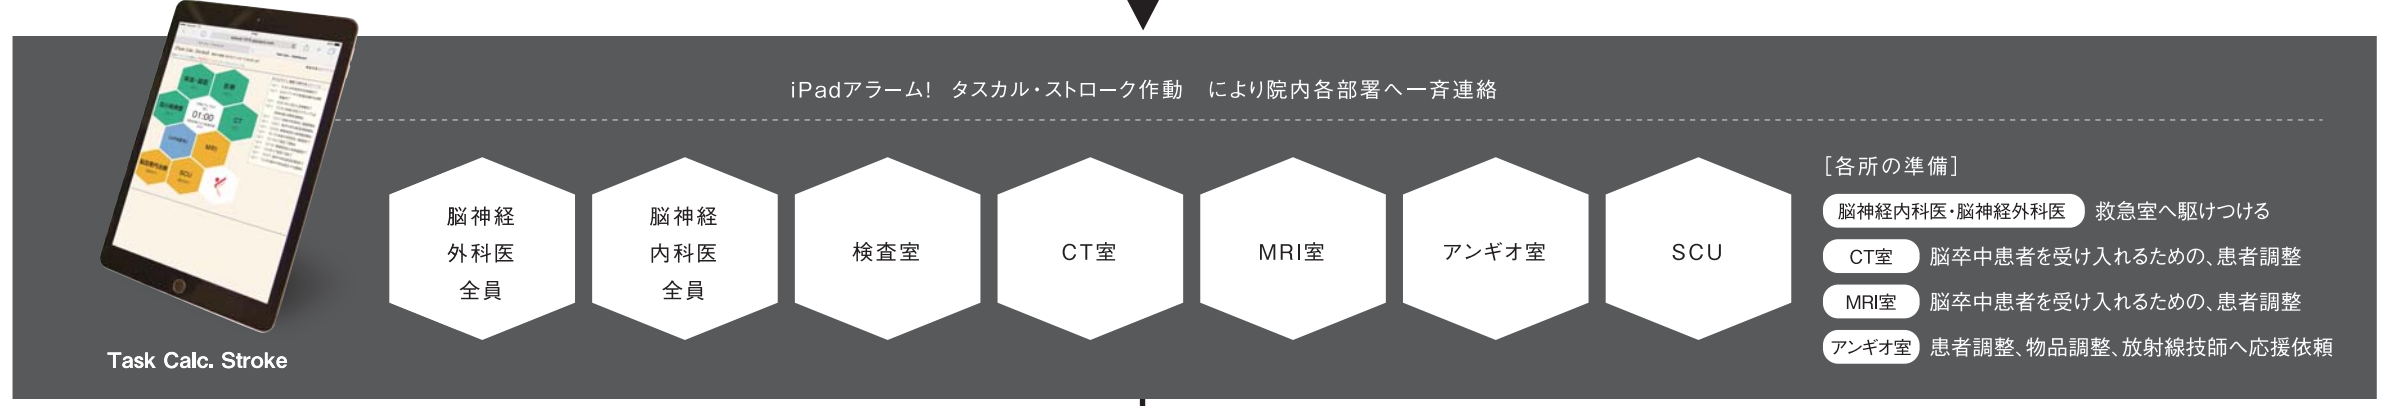 iPadアラーム！ タスカル・ストローク作動 により院内各部署へ一斉連絡
01:00
CT
MRI
SCU
Task Calc. Stroke
脳神経
外科医
全員
脳神経
内科医
全員
検査室
CT室
MRI室
アンギオ室
SCU
[各所の準備]
脳神経内科医・脳神経外科医 救急室へ駆けつける
CT室 脳卒中患者を受け入れるための、患者調整
MRI室 脳卒中患者を受け入れるための、患者調整
アンギオ室 患者調整、物品調整、放射線技師へ応援依頼